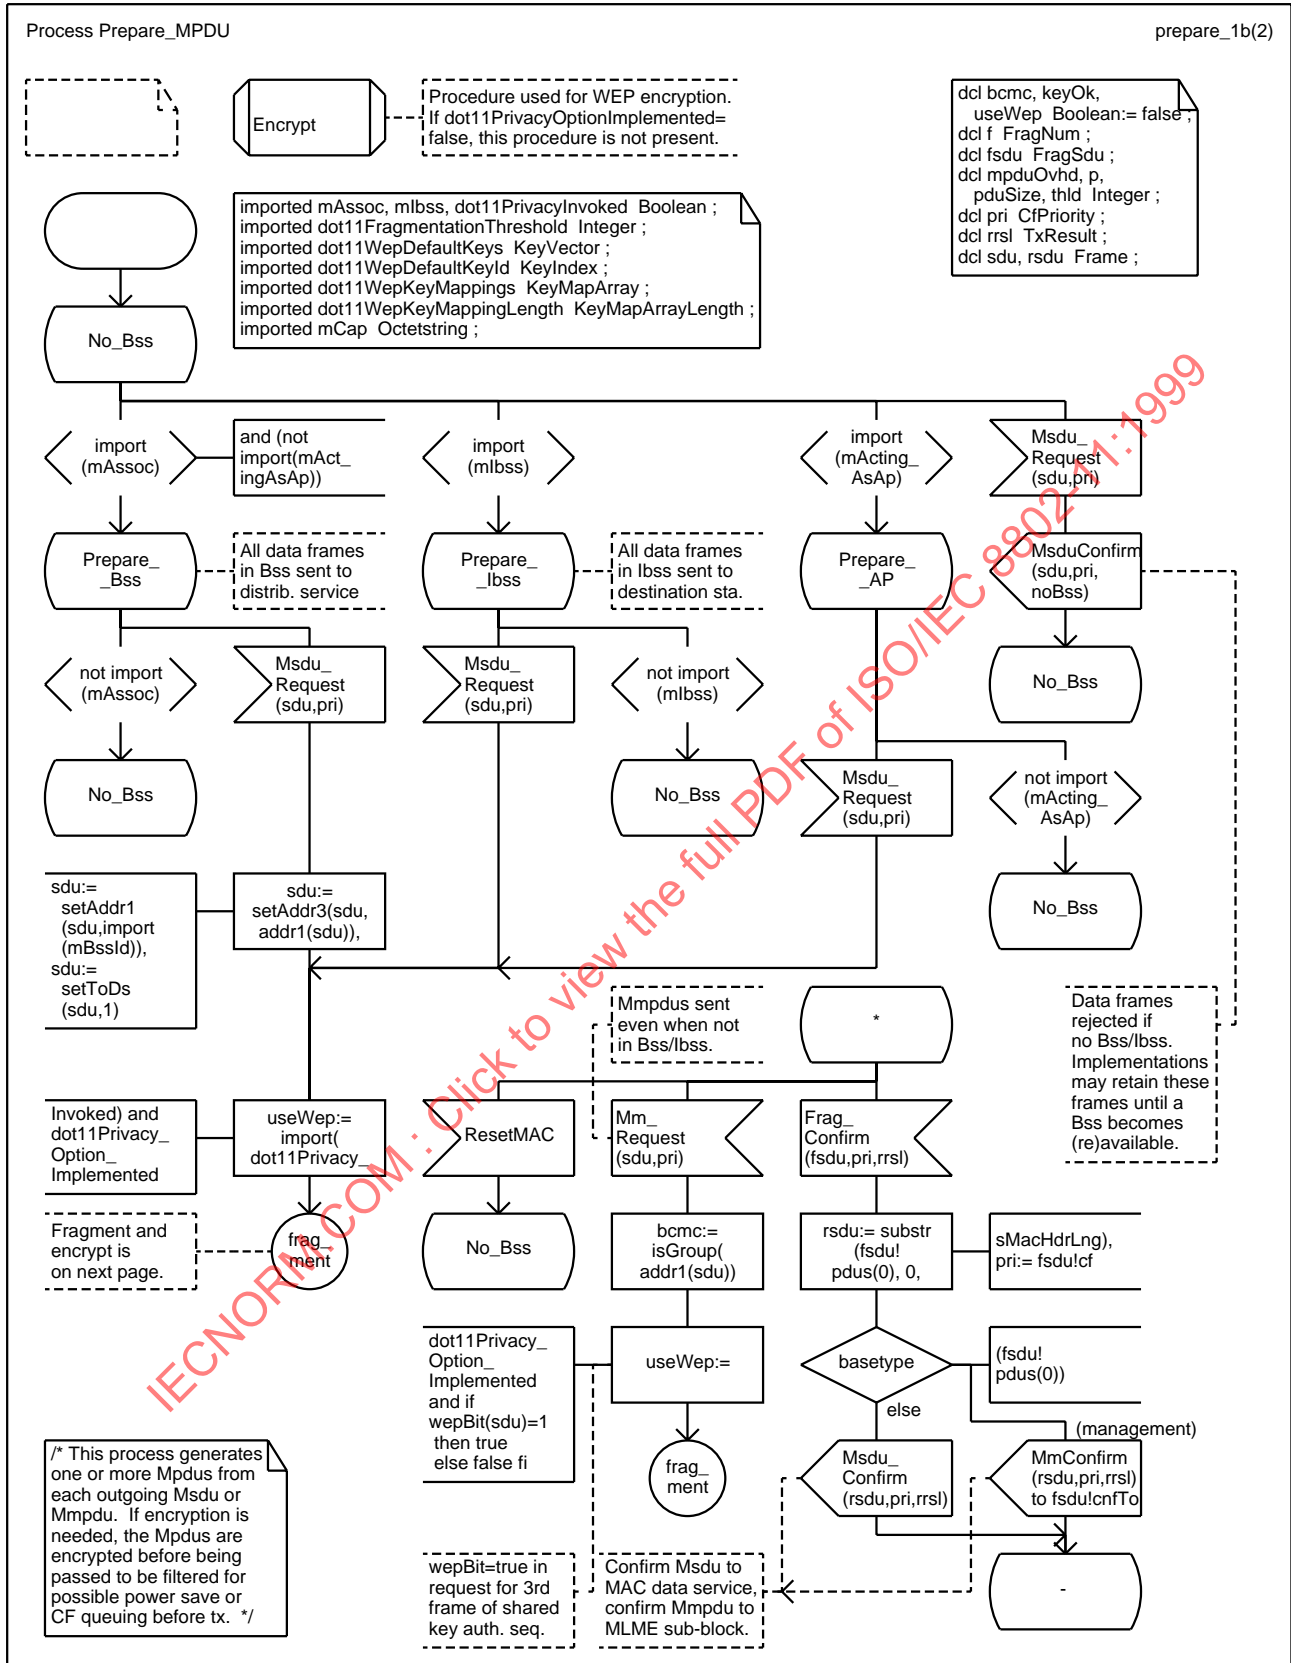 Process Prepare_MPDU
prepare_1b(2)
Encrypt
Procedure used for WEP encryption.
If dot11PrivacyOptionImplemented=
false, this procedure is not present.
dcl bcmc, keyOk,
useWep Boolean:= false ;
dcl f FragNum ;
dcl fsdu FragSdu ;
dcl mpduOvhd, p,
pduSize, thld Integer ;
dcl pri CfPriority ;
dcl rrsl TxResult ;
dcl sdu, rsdu Frame ;
imported mAssoc, mIbss, dot11PrivacyInvoked Boolean ;
imported dot11FragmentationThreshold Integer ;
imported dot11WepDefaultKeys KeyVector ;
imported dot11WepDefaultKeyId KeyIndex ;
imported dot11WepKeyMappings KeyMapArray ;
imported dot11WepKeyMappingLength KeyMapArrayLength ;
imported mCap Octetstring ;
No_Bss
import
(mAssoc)
and (not
import(mAct_
ingAsAp))
import
(mIbss)
import
(mActing_
AsAp)
Msdu_
Request
(sdu,pri)
Prepare_
_Bss
All data frames
in Bss sent to
distrib. service
Prepare_
_Ibss
All data frames
in Ibss sent to
destination sta.
Prepare_
_AP
MsduConfirm
(sdu,pri,
noBss)
not import
(mAssoc)
Msdu_
Request
(sdu,pri)
Msdu_
Request
(sdu,pri)
not import
(mIbss)
No_Bss
No_Bss
No_Bss
Msdu_
Request
(sdu,pri)
not import
(mActing_
AsAp)
sdu:=
setAddr1
(sdu,import
(mBssId)),
sdu:=
setToDs
(sdu,1)
sdu:=
setAddr3(sdu,
addr1(sdu)),
No_Bss
Mmpdus sent
even when not
in Bss/Ibss.
*
Data frames
rejected if
no Bss/Ibss.
Implementations
may retain these
frames until a
Bss becomes
(re)available.
Invoked) and
dot11Privacy_
Option_
Implemented
useWep:=
import(
dot11Privacy_
ResetMAC
Mm_
Request
(sdu,pri)
Frag_
Confirm
(fsdu,pri,rrsl)
Fragment and
encrypt is
on next page.
frag_
ment
No_Bss
bcmc:=
isGroup(
addr1(sdu))
rsdu:= substr
(fsdu!
pdus(0), 0,
sMacHdrLng),
pri:= fsdu!cf
dot11Privacy_
Option_
Implemented
and if
wepBit(sdu)=1
then true
else false fi
useWep:=
basetype
(fsdu!
pdus(0))
else
(management)
/* This process generates
one or more Mpdus from
each outgoing Msdu or
Mmpdu. If encryption is
needed, the Mpdus are
encrypted before being
passed to be filtered for
possible power save or
CF queuing before tx. */
frag_
ment
Msdu_
Confirm
(rsdu,pri,rrsl)
MmConfirm
(rsdu,pri,rrsl)
to fsdu!cnfTo
wepBit=true in
request for 3rd
frame of shared
key auth. seq.
Confirm Msdu to
MAC data service,
confirm Mmpdu to
MLME sub-block.
-
IECNORM.COM : Click to view the full PDF of ISO/IEC 8802-11:1999